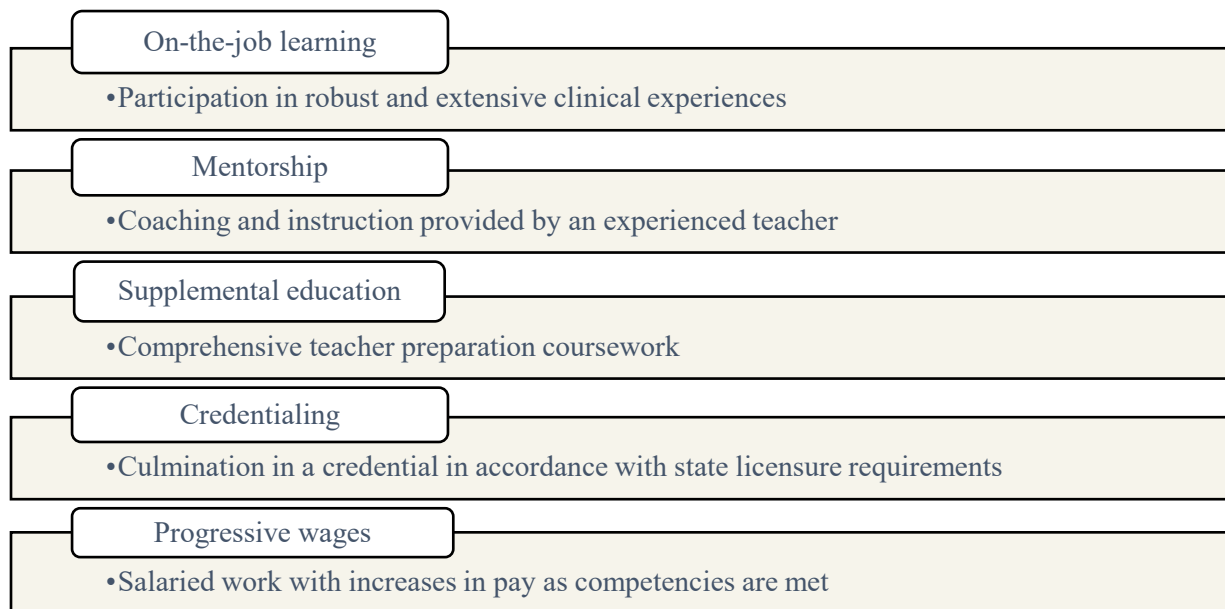 On-the-job learning
•Participation in robust and extensive clinical experiences
Mentorship
•Coaching and instruction provided by an experienced teacher
Supplemental education
•Comprehensive teacher preparation coursework
Credentialing
•Culmination in a credential in accordance with state licensure requirements
Progressive wages
•Salaried work with increases in pay as competencies are met